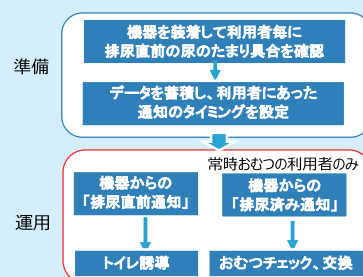 準備
機器を装着して利用者毎に
排尿直前の尿のたまり具合を確認
データを蓄積し、利用者にあった
通知のタイミングを設定
運用
常時おむつの利用者のみ
機器からの
「排尿直前通知」
機器からの
「排尿済み通知」
トイレ誘導
おむつチェック、交換